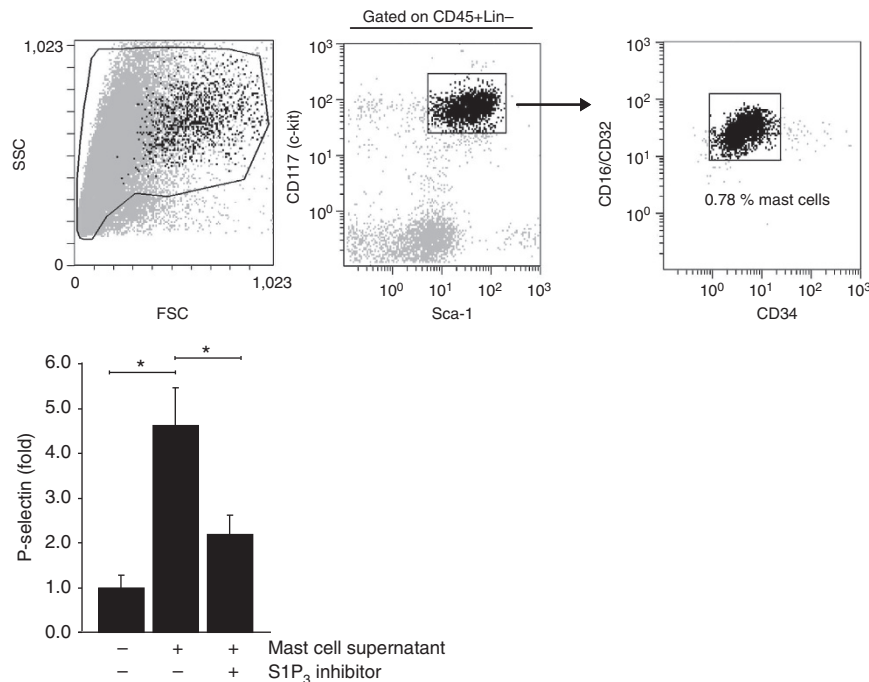 Gated on CD45+Lin–
1,023
SSC
0
0
1,023
FSC
10³
10²
10¹
10⁰
CD117 (c-kit)
10⁰ 10¹ 10² 10³
Sca-1
10³
10²
10¹
10⁰
CD16/CD32
0.78 % mast cells
10⁰ 10¹ 10² 10³
CD34
6.0
5.0
4.0
3.0
2.0
1.0
0.0
P-selectin (fold)
* *
– + + Mast cell supernatant
– – + S1P₃ inhibitor